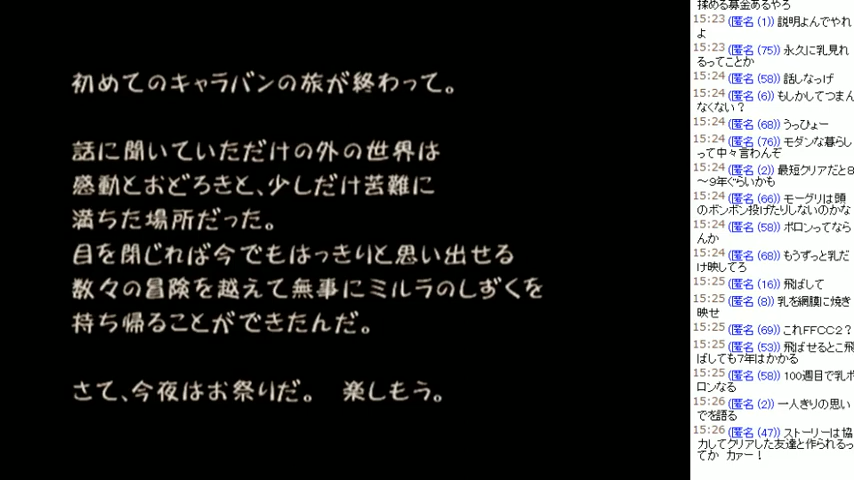 初めてのキャラバンの旅が終わって。
話に聞いていただけの外の世界は
感動とおどろきと、少しだけ苦難に
満ちた場所だった。
目を閉じれば今でもはっきりと思い出せる
数々の冒険を越えて無事にミルラのしずくを
持ち帰ることができたんだ。
さて、今夜はお祭りだ。　楽しもう。
揉める募金あるやろ
15:23 (匿名(1)) 説明よんでやれ
よ
15:23 (匿名(75)) 永久に乳見れ
るってことか
15:24 (匿名(58)) 話しなっげ
15:24 (匿名(6)) もしかしてつまん
なくない？
15:24 (匿名(68)) うっひょー
15:24 (匿名(76)) モダンな暮らし
って中々言わんぞ
15:24 (匿名(2)) 最短クリアだと8
～9年ぐらいかも
15:24 (匿名(66)) モーグリは頭
のボンボン投げたりしないのかな
15:24 (匿名(58)) ポロンってなら
んか
15:24 (匿名(68)) もうずっと乳だ
け映してろ
15:25 (匿名(16)) 飛ばして
15:25 (匿名(8)) 乳を網膜に焼き
映せ
15:25 (匿名(69)) これFFCC2？
15:25 (匿名(53)) 飛ばせるとこ飛
ばしても7年はかかる
15:25 (匿名(58)) 100週目で乳ポ
ロンなる
15:26 (匿名(2)) 一人きりの思い
でを語る
15:26 (匿名(47)) ストーリーは協
力してクリアした友達と作られるっ
てか カァー！